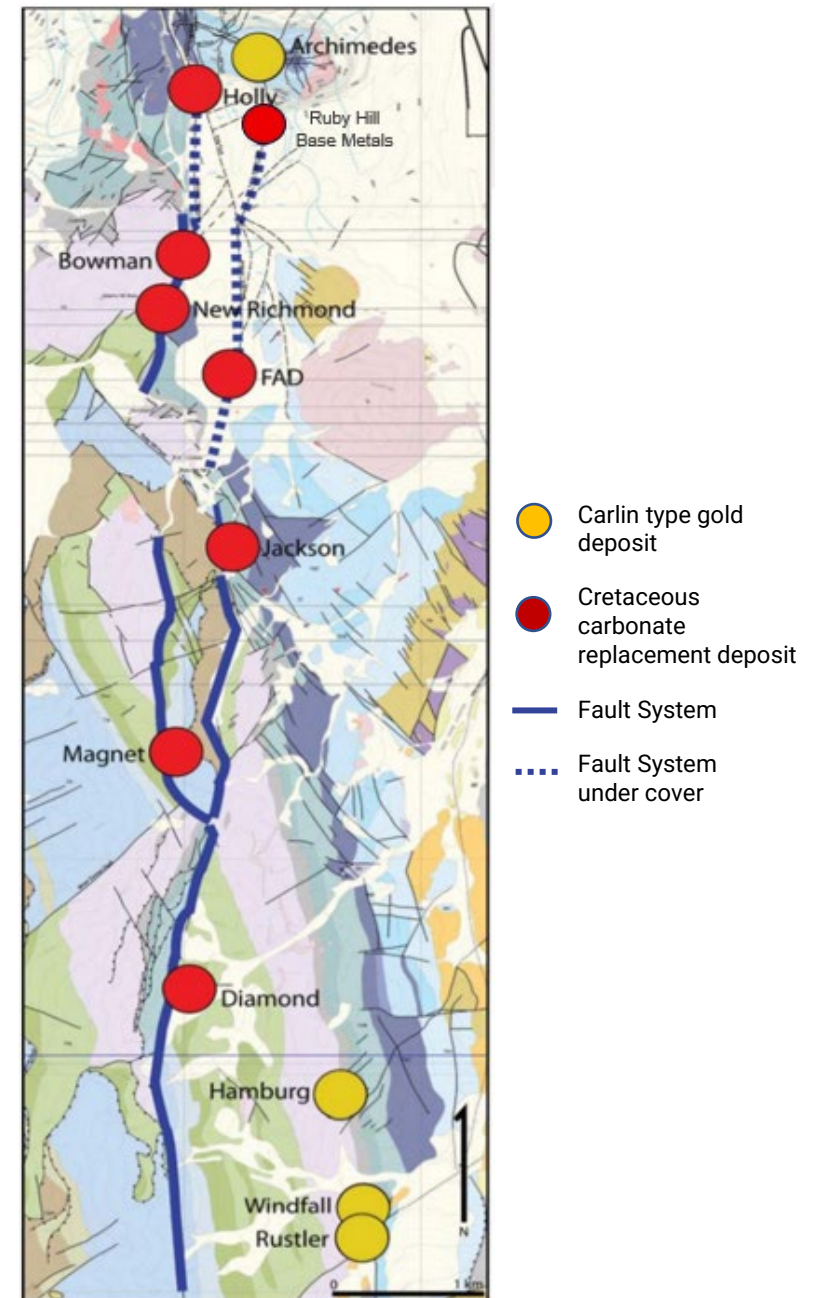 Archimedes
Holly
Ruby Hill
Base Metals
Bowman
New Richmond
FAD
Jackson
Magnet
Diamond
Hamburg
Windfall
Rustler
N
0 1 km
Carlin type gold
deposit
Cretaceous
carbonate
replacement deposit
Fault System
Fault System
under cover